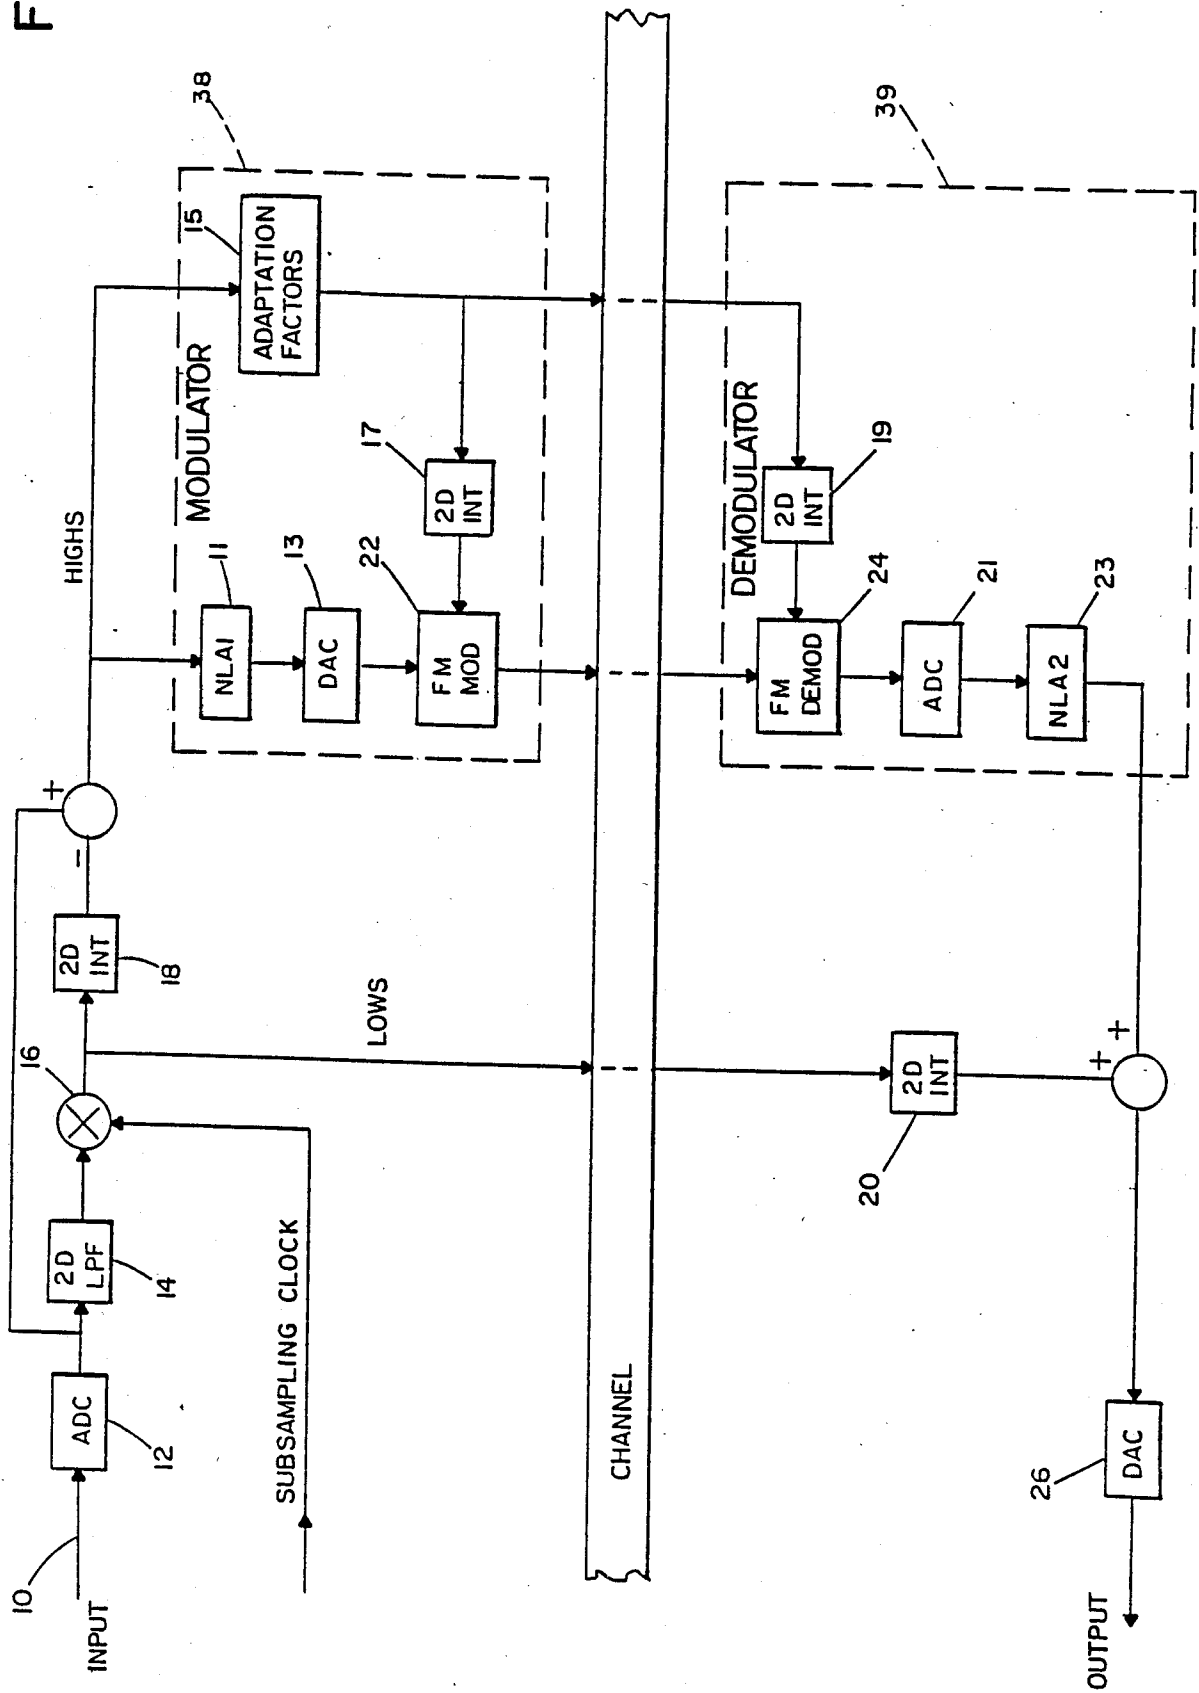 F
10
INPUT
ADC
12
2D
LPF
14
16
2D
INT
18
-
+
HIGHS
SUBSAMPLING CLOCK
LOWS
38
MODULATOR
NLA1
11
DAC
13
FM
MOD
22
2D
INT
17
ADAPTATION
FACTORS
15
CHANNEL
39
DEMODULATOR
2D
INT
19
FM
DEMOD
24
ADC
21
NLA2
23
2D
INT
20
+
+
DAC
26
OUTPUT